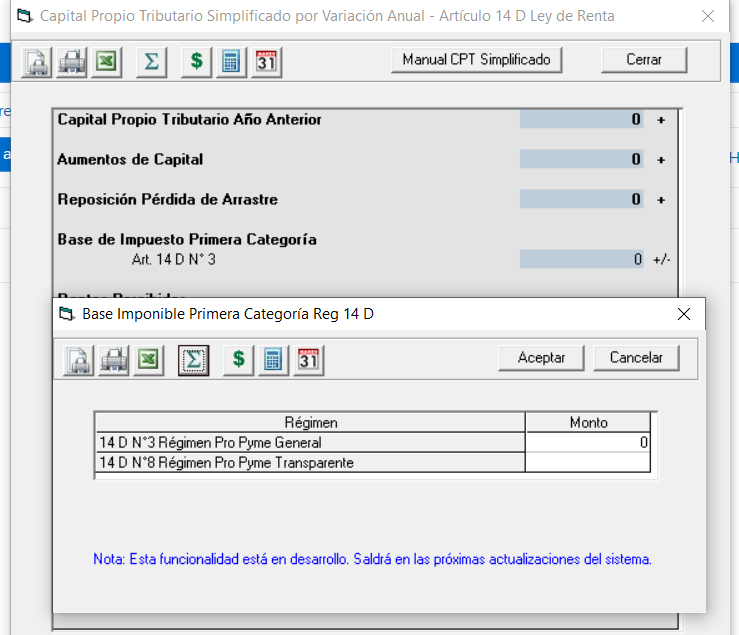 Capital Propio Tributario Simplificado por Variación Anual - Artículo 14 D Ley de Renta
31
Manual CPT Simplificado
Cerrar
re
a
H
Capital Propio Tributario Año Anterior 0 +
Aumentos de Capital 0 +
Reposición Pérdida de Arrastre 0 +
Base de Impuesto Primera Categoría
Art. 14 D N° 3 0 +/-
Base Imponible Primera Categoría Reg 14 D
31
Aceptar
Cancelar
Régimen Monto
14 D N°3 Régimen Pro Pyme General 0
14 D N°8 Régimen Pro Pyme Transparente
Nota: Esta funcionalidad está en desarrollo. Saldrá en las próximas actualizaciones del sistema.